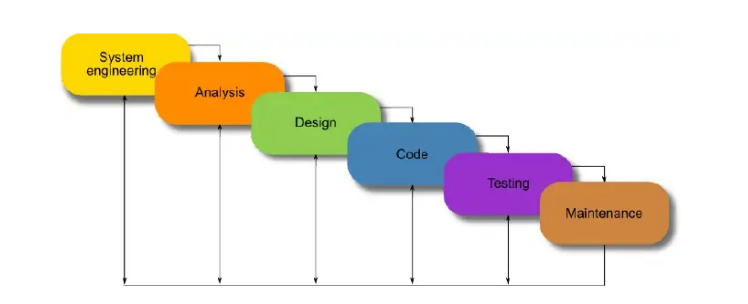 System
engineering
Analysis
Design
Code
Testing
Maintenance